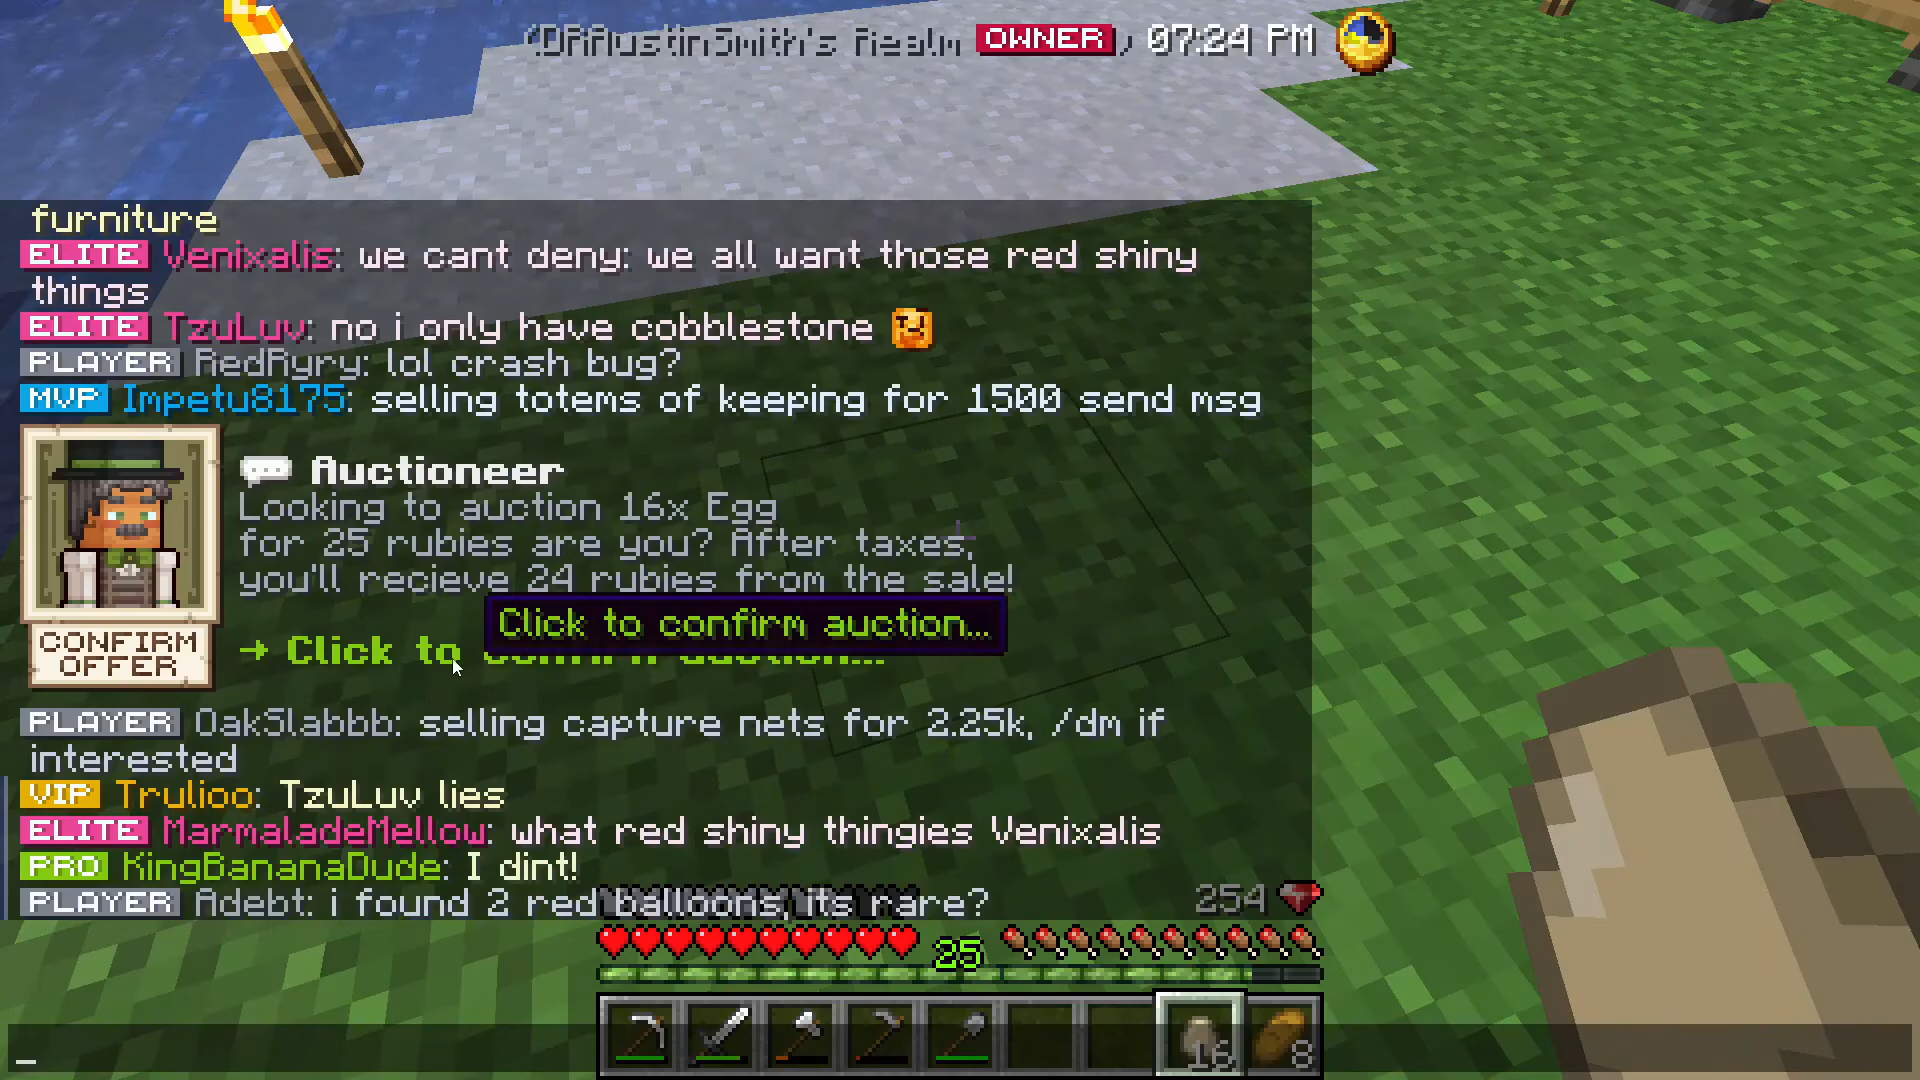 'DrAustinSmith's Realm OWNER, 07:24 PM
furniture
ELITE Venixalis: we cant deny: we all want those red shiny
things
ELITE TzuLuv: no i only have cobblestone
PLAYER RedRyry: lol crash bug?
MVP Impetu8175: selling totems of keeping for 1500 send msg
Auctioneer
Looking to auction 16x Egg
for 25 rubies are you? After taxes,
you'll recieve 24 rubies from the sale!
Click to confirm auction...
→ Click to confirm auction...
CONFIRM
OFFER
PLAYER OakSlabbb: selling capture nets for 2.25k, /dm if
interested
VIP Trulioo: TzuLuv lies
ELITE MarmaladeMellow: what red shiny thingies Venixalis
PRO KingBananaDude: I dint!
PLAYER Adebt: i found 2 red balloons, its rare?
254
25
16
8